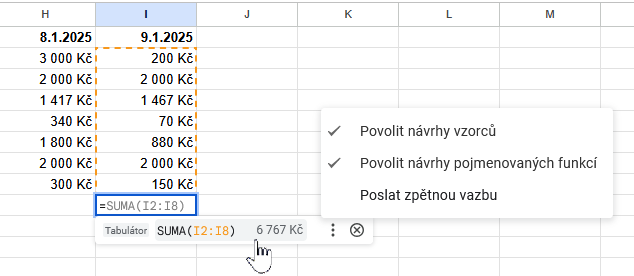 H I J K L M
8.1.2025 9.1.2025
3 000 Kč 200 Kč
2 000 Kč 2 000 Kč
1 417 Kč 1 467 Kč
340 Kč 70 Kč
1 800 Kč 880 Kč
2 000 Kč 2 000 Kč
300 Kč 150 Kč
=SUMA(I2:I8)
Tabulátor SUMA(I2:I8) 6 767 Kč
Povolit návrhy vzorců
Povolit návrhy pojmenovaných funkcí
Poslat zpětnou vazbu